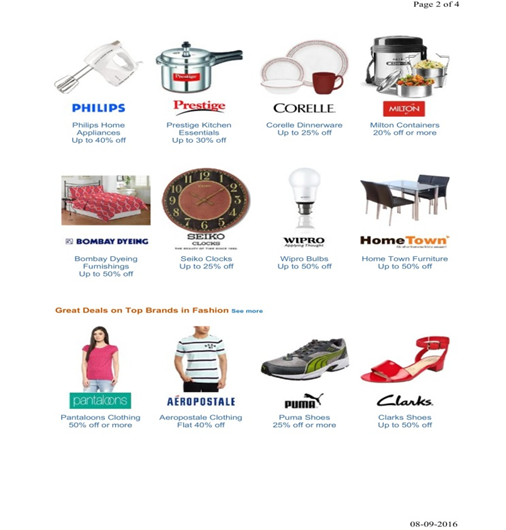 Page 2 of 4
PHILIPS
Prestige
Prestige
CORELLE
MILTON
Philips Home
Appliances
Up to 40% off
Prestige Kitchen
Essentials
Up to 30% off
Corelle Dinnerware
Up to 25% off
Milton Containers
20% off or more
BOMBAY DYEING
SEIKO
CLOCKS
WIPRO
Applying Thought
HomeTown
Bombay Dyeing
Furnishings
Up to 50% off
Seiko Clocks
Up to 25% off
Wipro Bulbs
Up to 50% off
Home Town Furniture
Up to 50% off
Great Deals on Top Brands in Fashion See more
pantaloons
AÉROPOSTALE
PUMA
Clarks
Pantaloons Clothing
50% off or more
Aeropostale Clothing
Flat 40% off
Puma Shoes
25% off or more
Clarks Shoes
Up to 50% off
08-09-2016